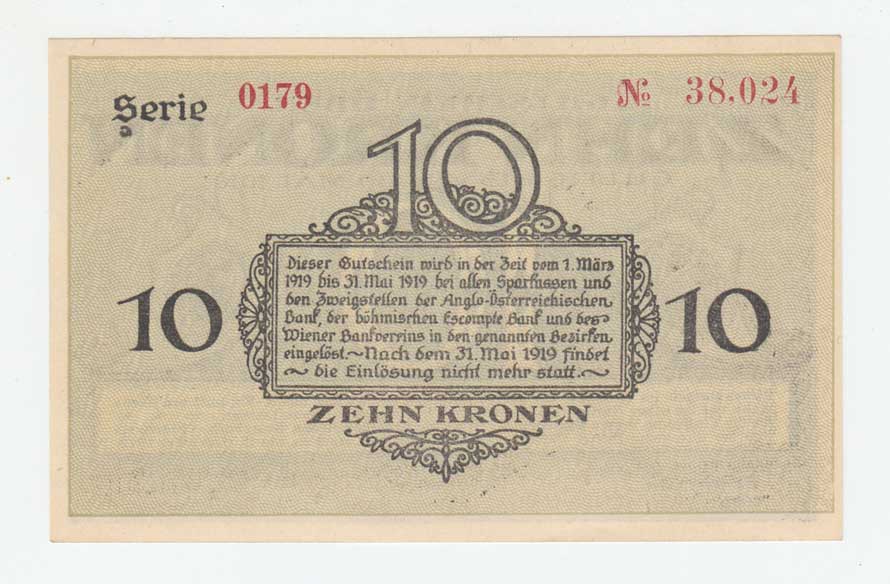 Serie 0179 № 38.024
10
Dieser Gutschein wird in der Zeit vom 1. März
1919 bis 31. Mai 1919 bei allen Sparkassen und
den Zweigstellen der Anglo-Österreichischen
Bank, der böhmischen Escompte Bank und des
Wiener Bankvereins in den genannten Bezirken
eingelöst.~Nach dem 31. Mai 1919 findet
~ die Einlösung nicht mehr statt. ~
10 10
ZEHN KRONEN